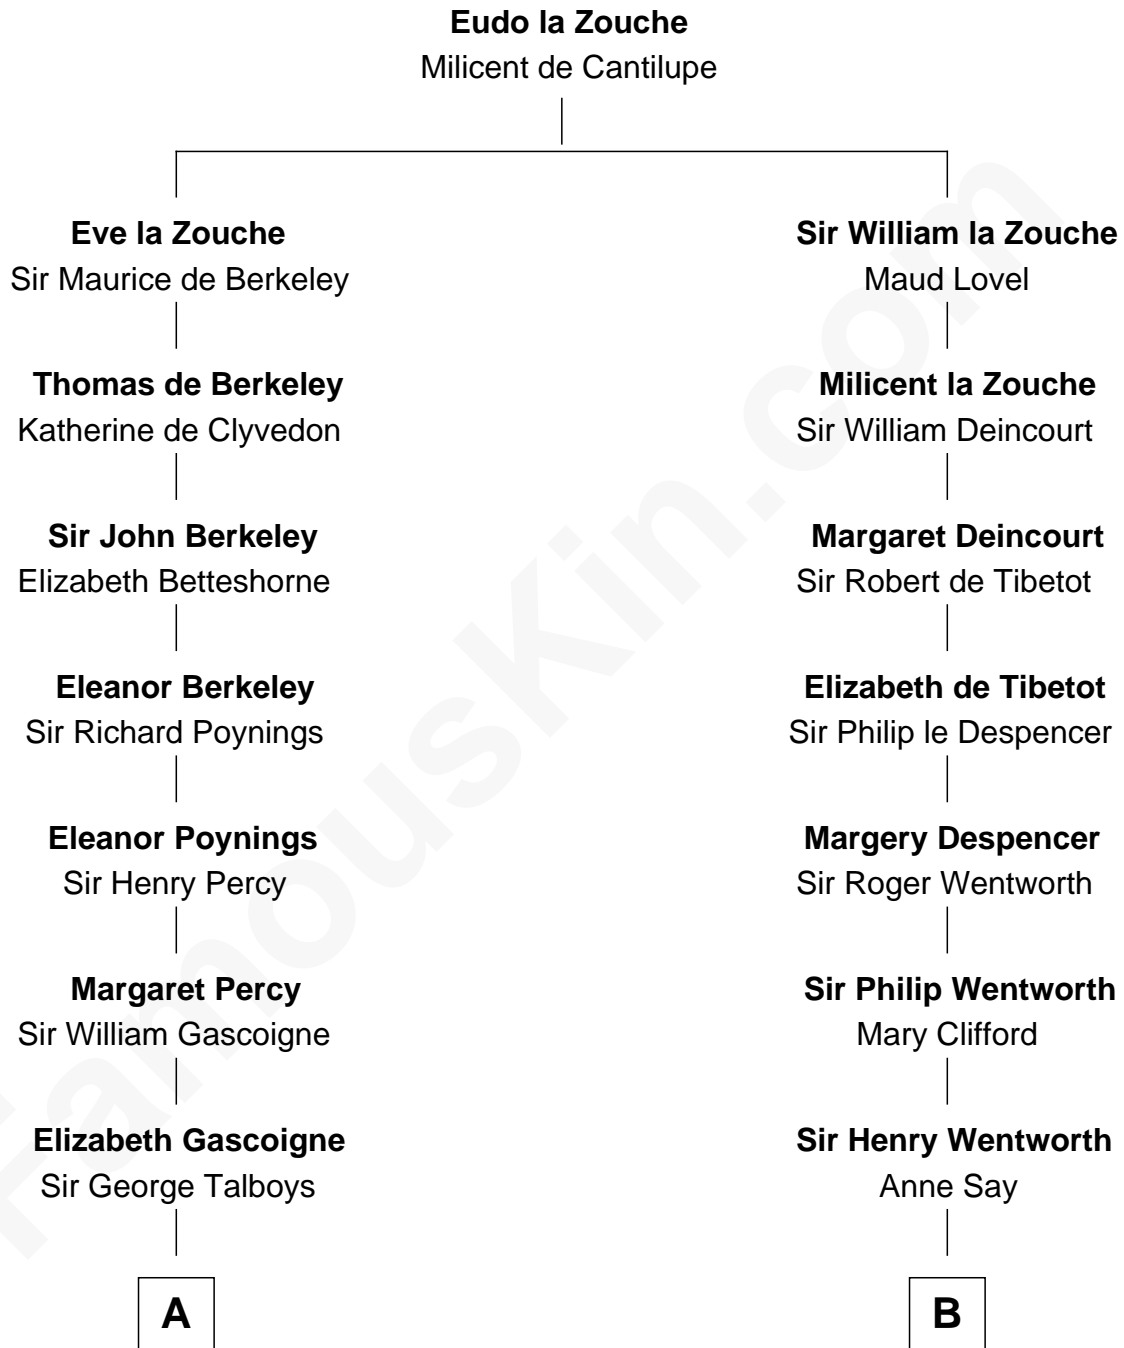 Eudo la Zouche
Milicent de Cantilupe
Eve la Zouche
Sir Maurice de Berkeley
Sir William la Zouche
Maud Lovel
Thomas de Berkeley
Katherine de Clyvedon
Milicent la Zouche
Sir William Deincourt
Sir John Berkeley
Elizabeth Betteshorne
Margaret Deincourt
Sir Robert de Tibetot
Eleanor Berkeley
Sir Richard Poynings
Elizabeth de Tibetot
Sir Philip le Despencer
Eleanor Poynings
Sir Henry Percy
Margery Despencer
Sir Roger Wentworth
Margaret Percy
Sir William Gascoigne
Sir Philip Wentworth
Mary Clifford
Elizabeth Gascoigne
Sir George Talboys
Sir Henry Wentworth
Anne Say
A
B
FamousKin.com